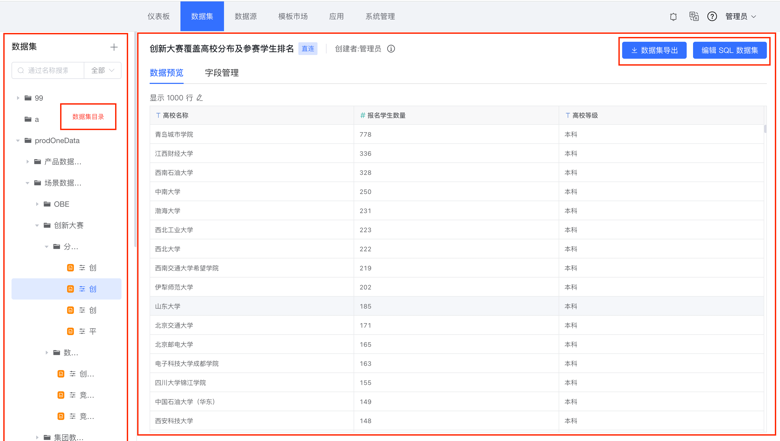 仪表板 数据集 数据源 模板市场 应用 系统管理 管理员
数据集
通过名称搜索 全部
99
a
数据集目录
prodOneData
产品数据...
场景数据...
OBE
创新大赛
分...
创
创
创
平
数...
创...
竞...
竞...
集团教...
创新大赛覆盖高校分布及参赛学生排名 直连 创建者:管理员
数据集导出 编辑 SQL 数据集
数据预览 字段管理
显示 1000 行
T 高校名称 # 报名学生数量 T 高校等级
青岛城市学院 778 本科
江西财经大学 336 本科
西南石油大学 328 本科
中南大学 250 本科
渤海大学 231 本科
西北工业大学 223 本科
西北大学 222 本科
西南交通大学希望学院 219 本科
伊犁师范大学 202 本科
山东大学 185 本科
北京交通大学 171 本科
北京邮电大学 165 本科
电子科技大学成都学院 163 本科
四川大学锦江学院 155 本科
中国石油大学（华东） 149 本科
西安科技大学 148 本科